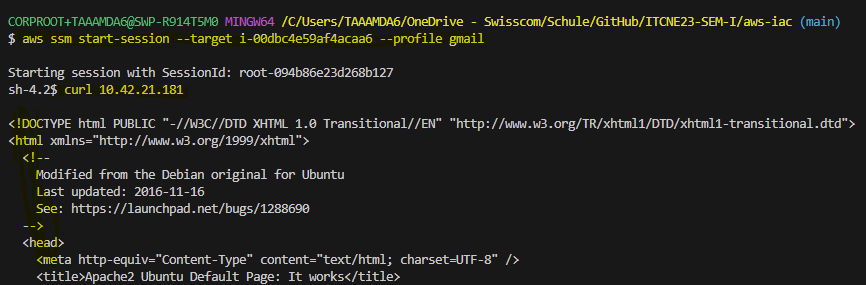 CORPROOT+TAAAMDA6@SWP-R914T5M0 MINGW64 /C/Users/TAAAMDA6/OneDrive - Swisscom/Schule/GitHub/ITCNE23-SEM-I/aws-iac (main)
$ aws ssm start-session --target i-00dbc4e59af4acaa6 --profile gmail
Starting session with SessionId: root-094b86e23d268b127
sh-4.2$ curl 10.42.21.181
<!DOCTYPE html PUBLIC "-//W3C//DTD XHTML 1.0 Transitional//EN" "http://www.w3.org/TR/xhtml1/DTD/xhtml1-transitional.dtd">
<html xmlns="http://www.w3.org/1999/xhtml">
<!--
Modified from the Debian original for Ubuntu
Last updated: 2016-11-16
See: https://launchpad.net/bugs/1288690
-->
<head>
<meta http-equiv="Content-Type" content="text/html; charset=UTF-8" />
<title>Apache2 Ubuntu Default Page: It works</title>